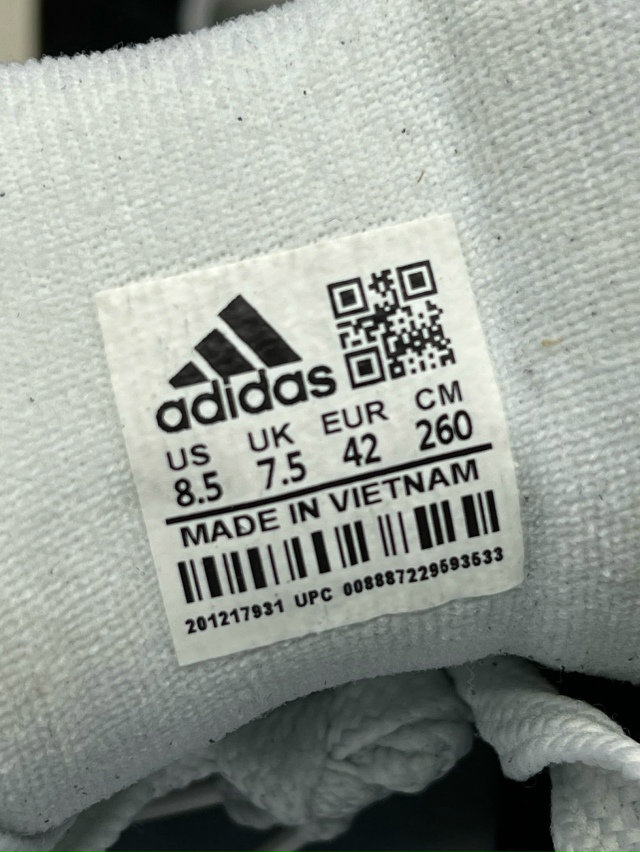 adidas
US UK EUR CM
8.5 7.5 42 260
MADE IN VIETNAM
201217931 UPC 008887229593533